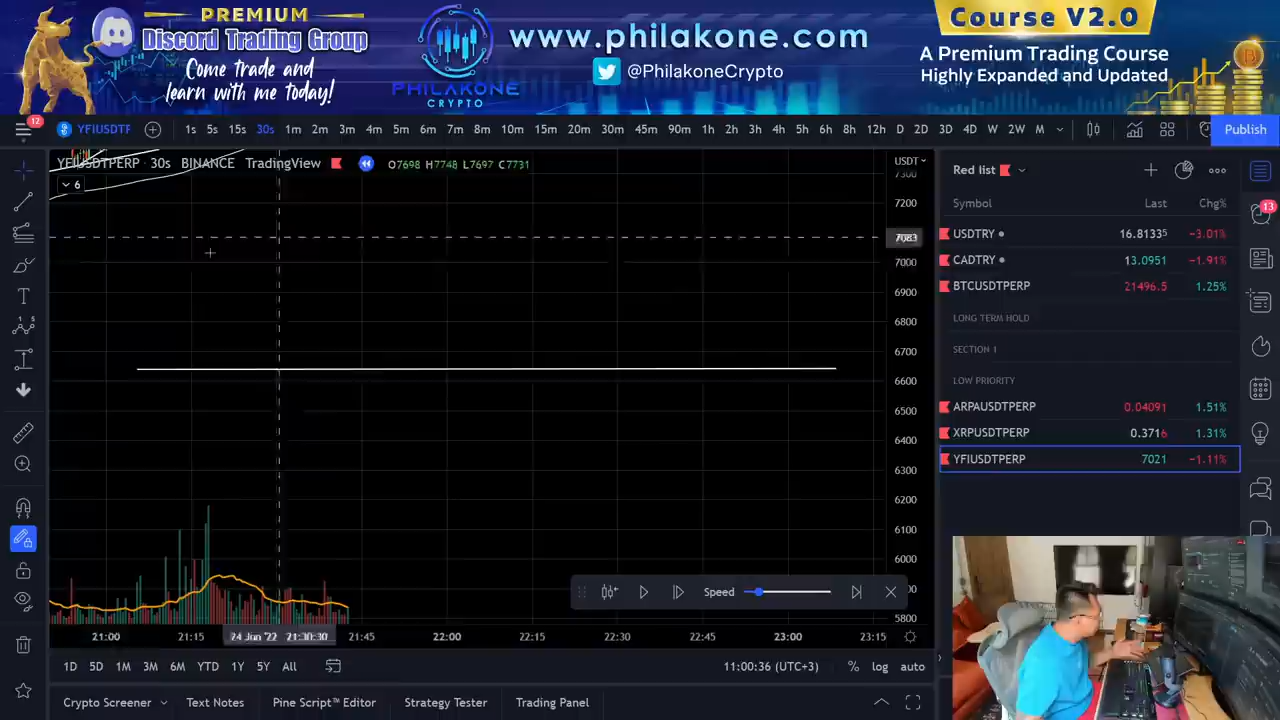 PREMIUM
Discord Trading Group
Come trade and
learn with me today!
PHILAKONE
CRYPTO
www.philakone.com
@PhilakoneCrypto
Course V2.0
A Premium Trading Course
Highly Expanded and Updated
12
YFIUSDTF
1s 5s 15s 30s 1m 2m 3m 4m 5m 6m 7m 8m 10m 15m 20m 30m 45m 90m 1h 2h 3h 4h 5h 6h 8h 12h D 2D 3D 4D W 2W M
Publish
YFIUSDTPERP · 30s BINANCE TradingView
O7698 H7748 L7697 C7731
6
USDT
7300
7200
7083
7000
6900
6800
6700
6600
6500
6400
6300
6200
6100
6000
5900
5800
Red list
Symbol Last Chg%
USDTRY 16.8133⁵ −3.01%
CADTRY 13.0951 −1.91%
BTCUSDTPERP 21496.5 1.25%
LONG TERM HOLD
SECTION 1
LOW PRIORITY
ARPAUSDTPERP 0.04091 1.51%
XRPUSDTPERP 0.3716 1.31%
YFIUSDTPERP 7021 −1.11%
13
Speed
21:00 21:15 24 Jun '22 21:30:30 21:45 22:00 22:15 22:30 22:45 23:00 23:15
1D 5D 1M 3M 6M YTD 1Y 5Y All
11:00:36 (UTC+3) % log auto
Crypto Screener Text Notes Pine Script™ Editor Strategy Tester Trading Panel